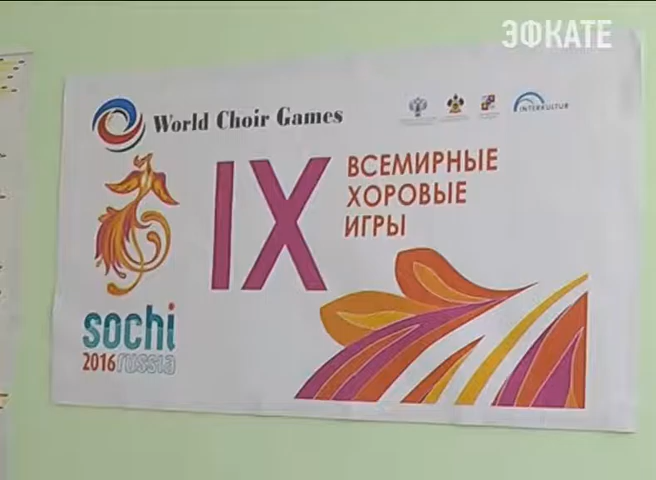 ЭФКАТЕ
World Choir Games
INTERKULTUR
IX
ВСЕМИРНЫЕ
ХОРОВЫЕ
ИГРЫ
sochi
2016 russia